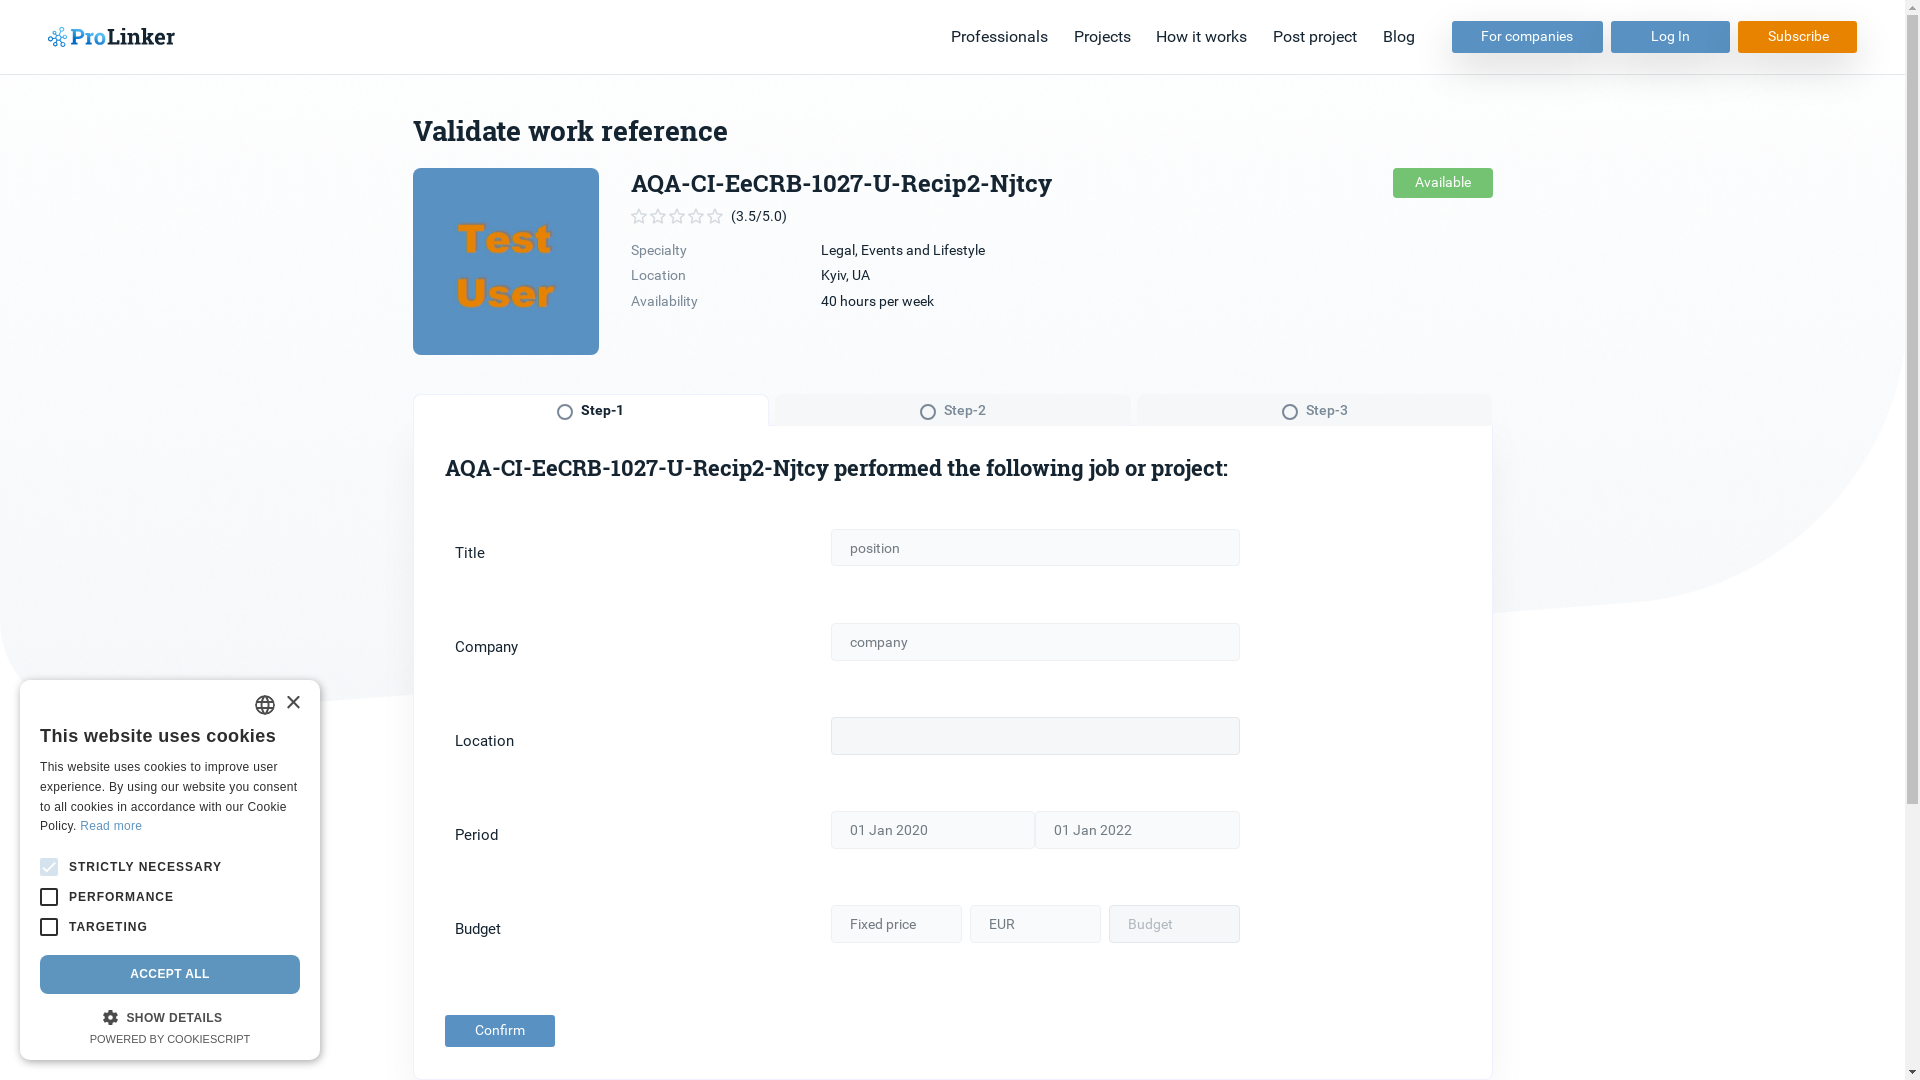 ProLinker
Professionals
Projects
How it works
Post project
Blog
For companies
Log In
Subscribe
Validate work reference
Test
User
AQA-CI-EeCRB-1027-U-Recip2-Njtcy
(3.5/5.0)
Available
Specialty Legal, Events and Lifestyle
Location Kyiv, UA
Availability 40 hours per week
Step-1
Step-2
Step-3
AQA-CI-EeCRB-1027-U-Recip2-Njtcy performed the following job or project:
Title position
Company company
Location
Period 01 Jan 2020 01 Jan 2022
Budget Fixed price EUR Budget
Confirm
This website uses cookies
This website uses cookies to improve user
experience. By using our website you consent
to all cookies in accordance with our Cookie
Policy. Read more
STRICTLY NECESSARY
PERFORMANCE
TARGETING
ACCEPT ALL
SHOW DETAILS
POWERED BY COOKIESCRIPT